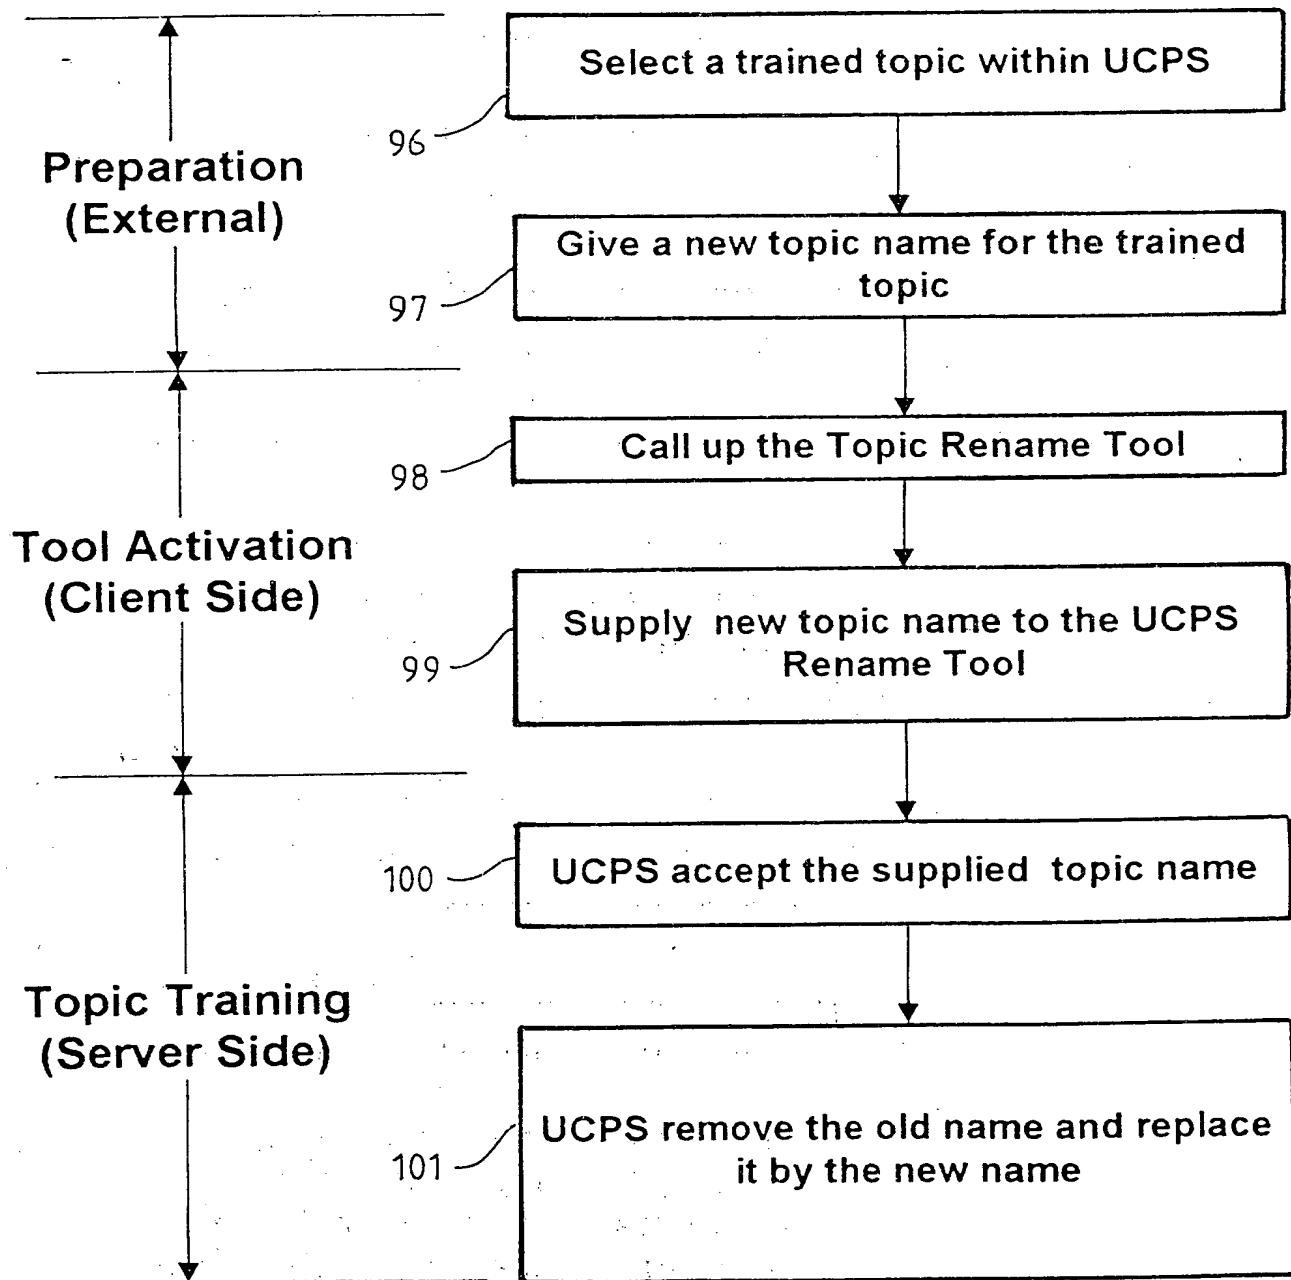 Select a trained topic within UCPS
96
Preparation
(External)
Give a new topic name for the trained
topic
97
Call up the Topic Rename Tool
98
Tool Activation
(Client Side)
Supply new topic name to the UCPS
Rename Tool
99
UCPS accept the supplied topic name
100
Topic Training
(Server Side)
UCPS remove the old name and replace
it by the new name
101